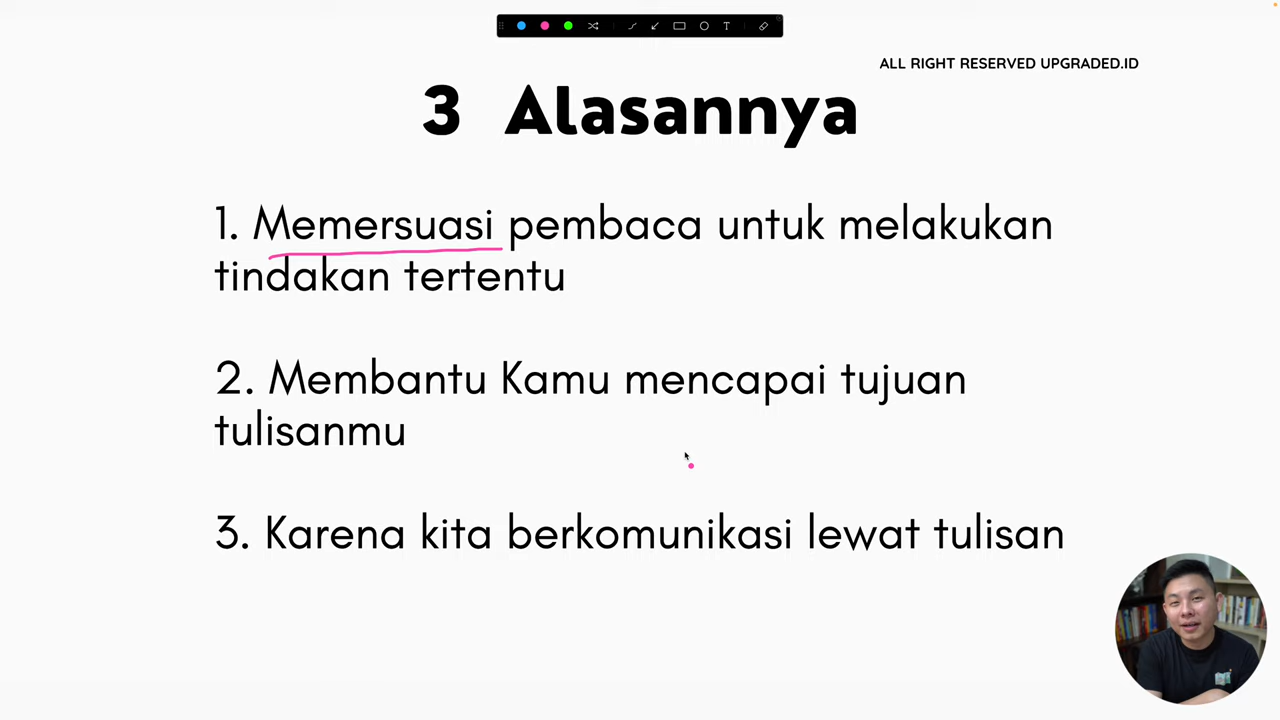 ALL RIGHT RESERVED UPGRADED.ID
3 Alasannya
1. Memersuasi pembaca untuk melakukan
tindakan tertentu
2. Membantu Kamu mencapai tujuan
tulisanmu
3. Karena kita berkomunikasi lewat tulisan